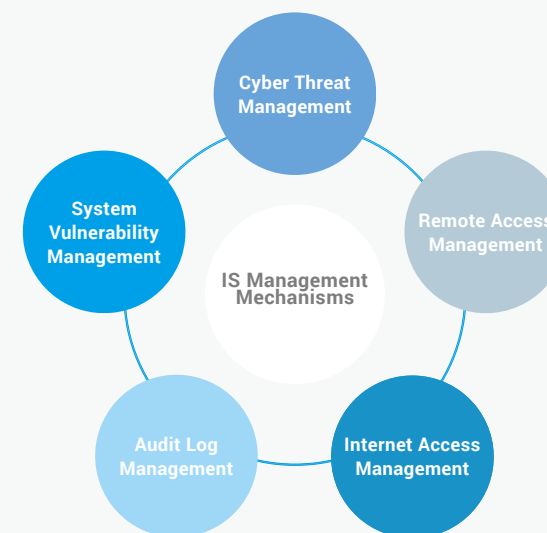 Cyber Threat
Management
System
Vulnerability
Management
Remote Access
Management
IS Management
Mechanisms
Audit Log
Management
Internet Access
Management